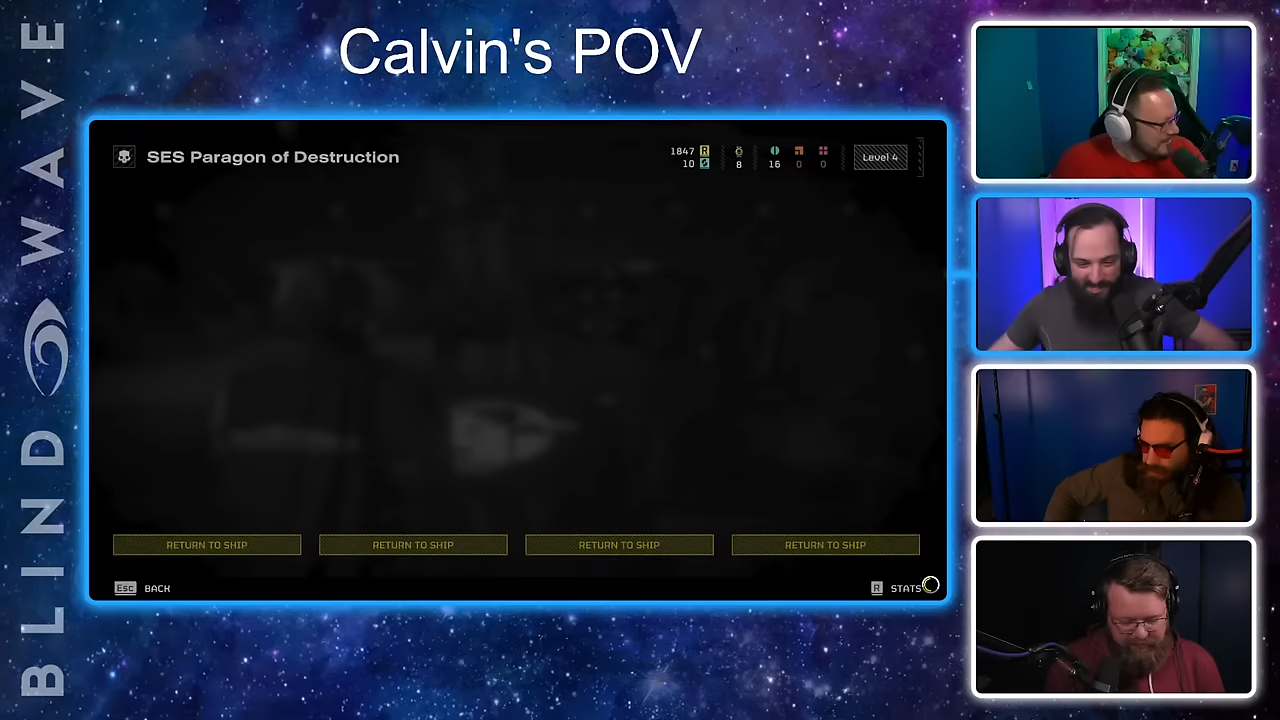 BLIND WAVE
Calvin's POV
SES Paragon of Destruction
1847
10
8
16
0
0
Level 4
RETURN TO SHIP
RETURN TO SHIP
RETURN TO SHIP
RETURN TO SHIP
Esc BACK
R STATS